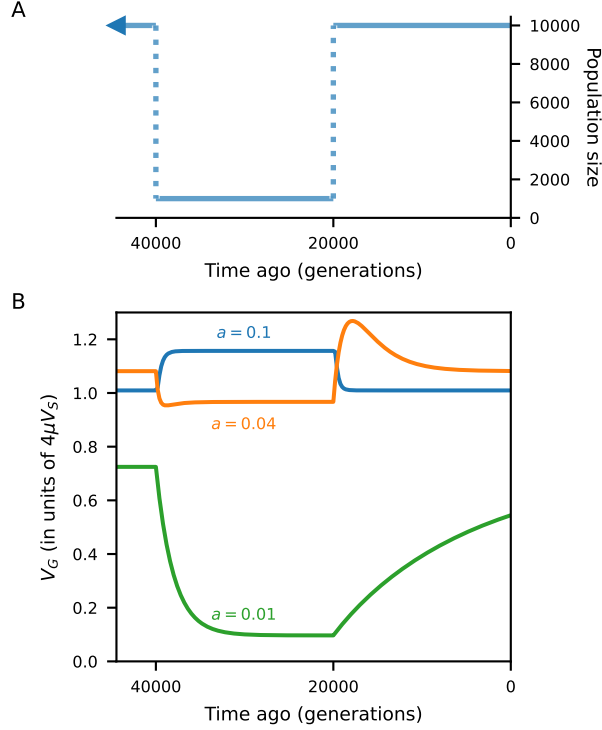 A
10000
8000
6000
4000
2000
0
Population size
40000
20000
0
Time ago (generations)
B
1.2
1.0
0.8
0.6
0.4
0.2
0.0
V_G (in units of 4μV_S)
a = 0.1
a = 0.04
a = 0.01
40000
20000
0
Time ago (generations)